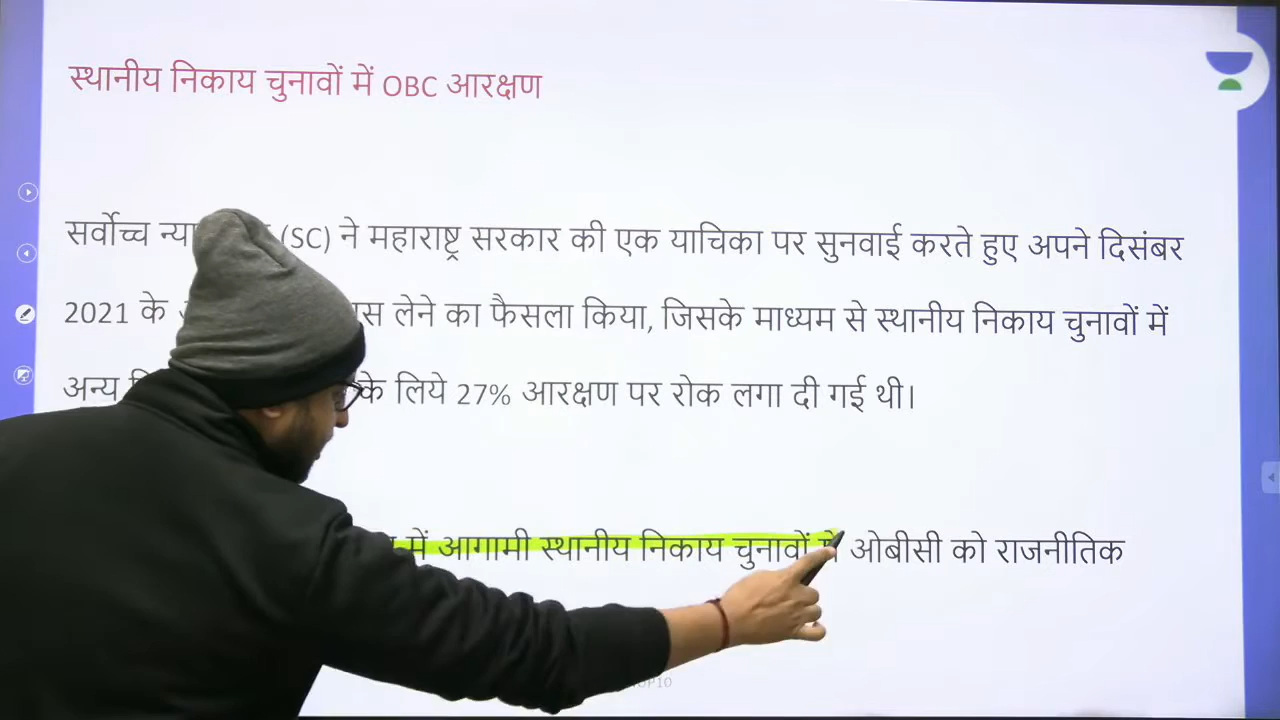 स्थानीय निकाय चुनावों में OBC आरक्षण
सर्वोच्च (SC) ने महाराष्ट्र सरकार की एक याचिका पर सुनवाई करते हुए अपने दिसंबर
2021 के लेने का फैसला किया, जिसके माध्यम से स्थानीय निकाय चुनावों में
अन्य के लिये 27% आरक्षण पर रोक लगा दी गई थी।
में आगामी स्थानीय निकाय चुनावों ओबीसी को राजनीतिक